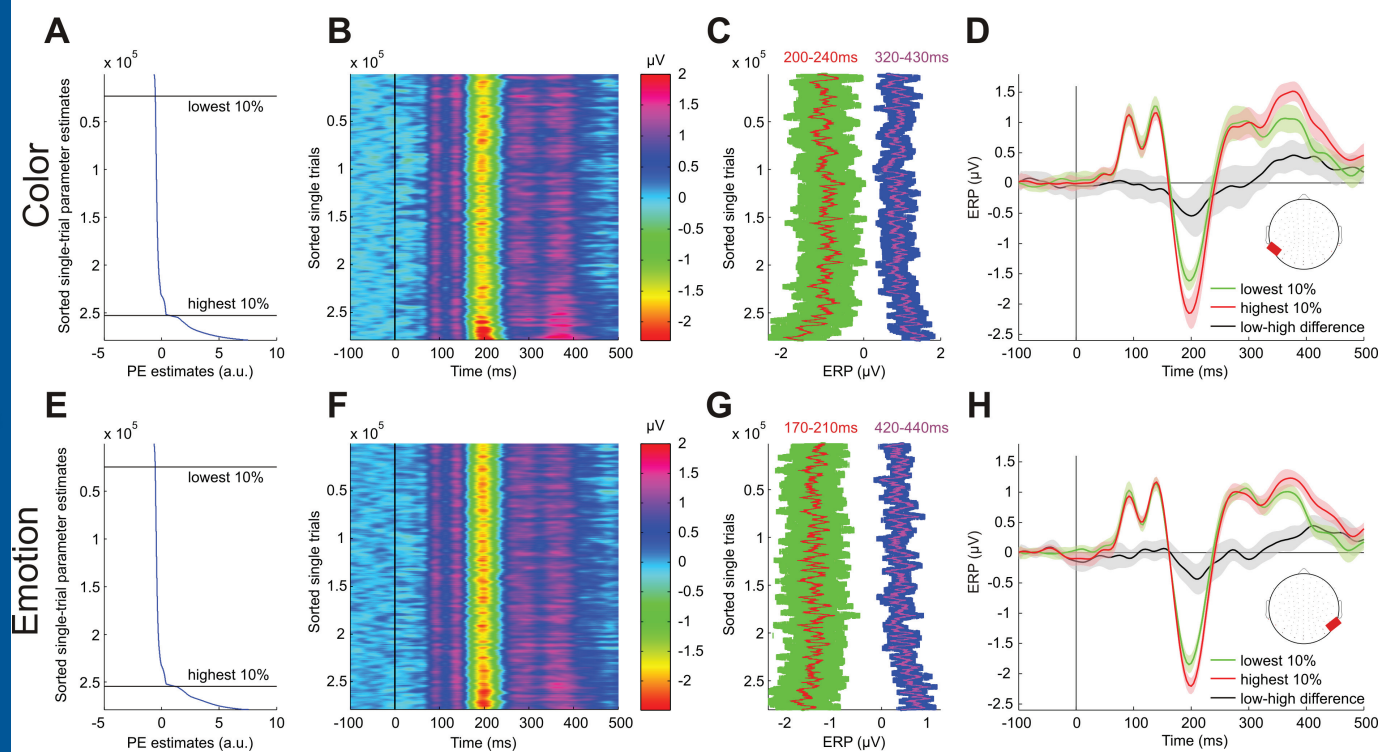 A
B
C
D
Color
x 10⁵
Sorted single-trial parameter estimates
0.5
1
1.5
2
2.5
lowest 10%
highest 10%
-5
0
5
10
PE estimates (a.u.)
Sorted single trials
0.5
1
1.5
2
2.5
-100
0
100
200
300
400
500
Time (ms)
µV
2
1.5
1
0.5
0
-0.5
-1
-1.5
-2
200-240ms
320-430ms
x 10⁵
Sorted single trials
0.5
1
1.5
2
2.5
-2
0
2
ERP (µV)
ERP (µV)
1.5
1
0.5
0
-0.5
-1
-1.5
-2
-2.5
lowest 10%
highest 10%
low-high difference
-100
0
100
200
300
400
500
Time (ms)
E
F
G
H
Emotion
x 10⁵
Sorted single-trial parameter estimates
0.5
1
1.5
2
2.5
lowest 10%
highest 10%
-5
0
5
10
PE estimates (a.u.)
Sorted single trials
0.5
1
1.5
2
2.5
-100
0
100
200
300
400
500
Time (ms)
µV
2
1.5
1
0.5
0
-0.5
-1
-1.5
-2
170-210ms
420-440ms
x 10⁵
Sorted single trials
0.5
1
1.5
2
2.5
-2
-1
0
1
ERP (µV)
ERP (µV)
1.5
1
0.5
0
-0.5
-1
-1.5
-2
-2.5
lowest 10%
highest 10%
low-high difference
-100
0
100
200
300
400
500
Time (ms)